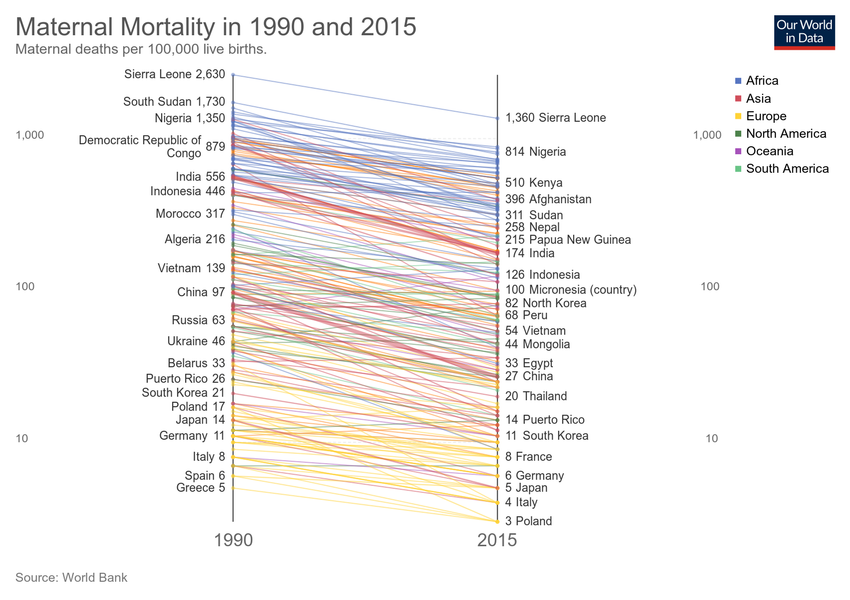 Maternal Mortality in 1990 and 2015
Maternal deaths per 100,000 live births.
Our World
in Data
Sierra Leone 2,630
South Sudan 1,730
Nigeria 1,350
1,000
Democratic Republic of
Congo 879
India 556
Indonesia 446
Morocco 317
Algeria 216
Vietnam 139
100
China 97
Russia 63
Ukraine 46
Belarus 33
Puerto Rico 26
South Korea 21
Poland 17
Japan 14
10
Germany 11
Italy 8
Spain 6
Greece 5
1990
1,360 Sierra Leone
1,000
814 Nigeria
510 Kenya
396 Afghanistan
311 Sudan
258 Nepal
215 Papua New Guinea
174 India
126 Indonesia
100
100 Micronesia (country)
82 North Korea
68 Peru
54 Vietnam
44 Mongolia
33 Egypt
27 China
20 Thailand
14 Puerto Rico
10
11 South Korea
8 France
6 Germany
5 Japan
4 Italy
3 Poland
2015
Africa
Asia
Europe
North America
Oceania
South America
Source: World Bank